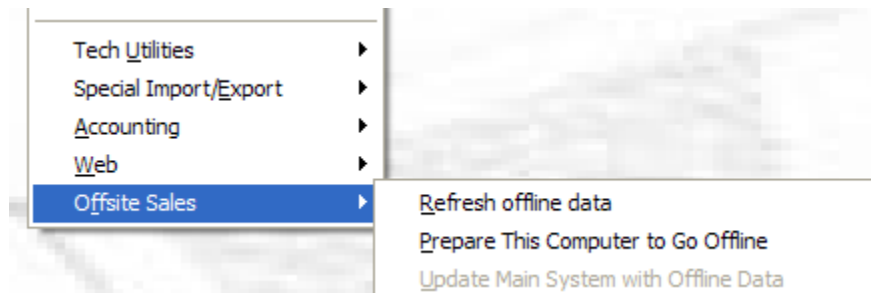 Tech Utilities
Special Import/Export
Accounting
Web
Offsite Sales
Refresh offline data
Prepare This Computer to Go Offline
Update Main System with Offline Data